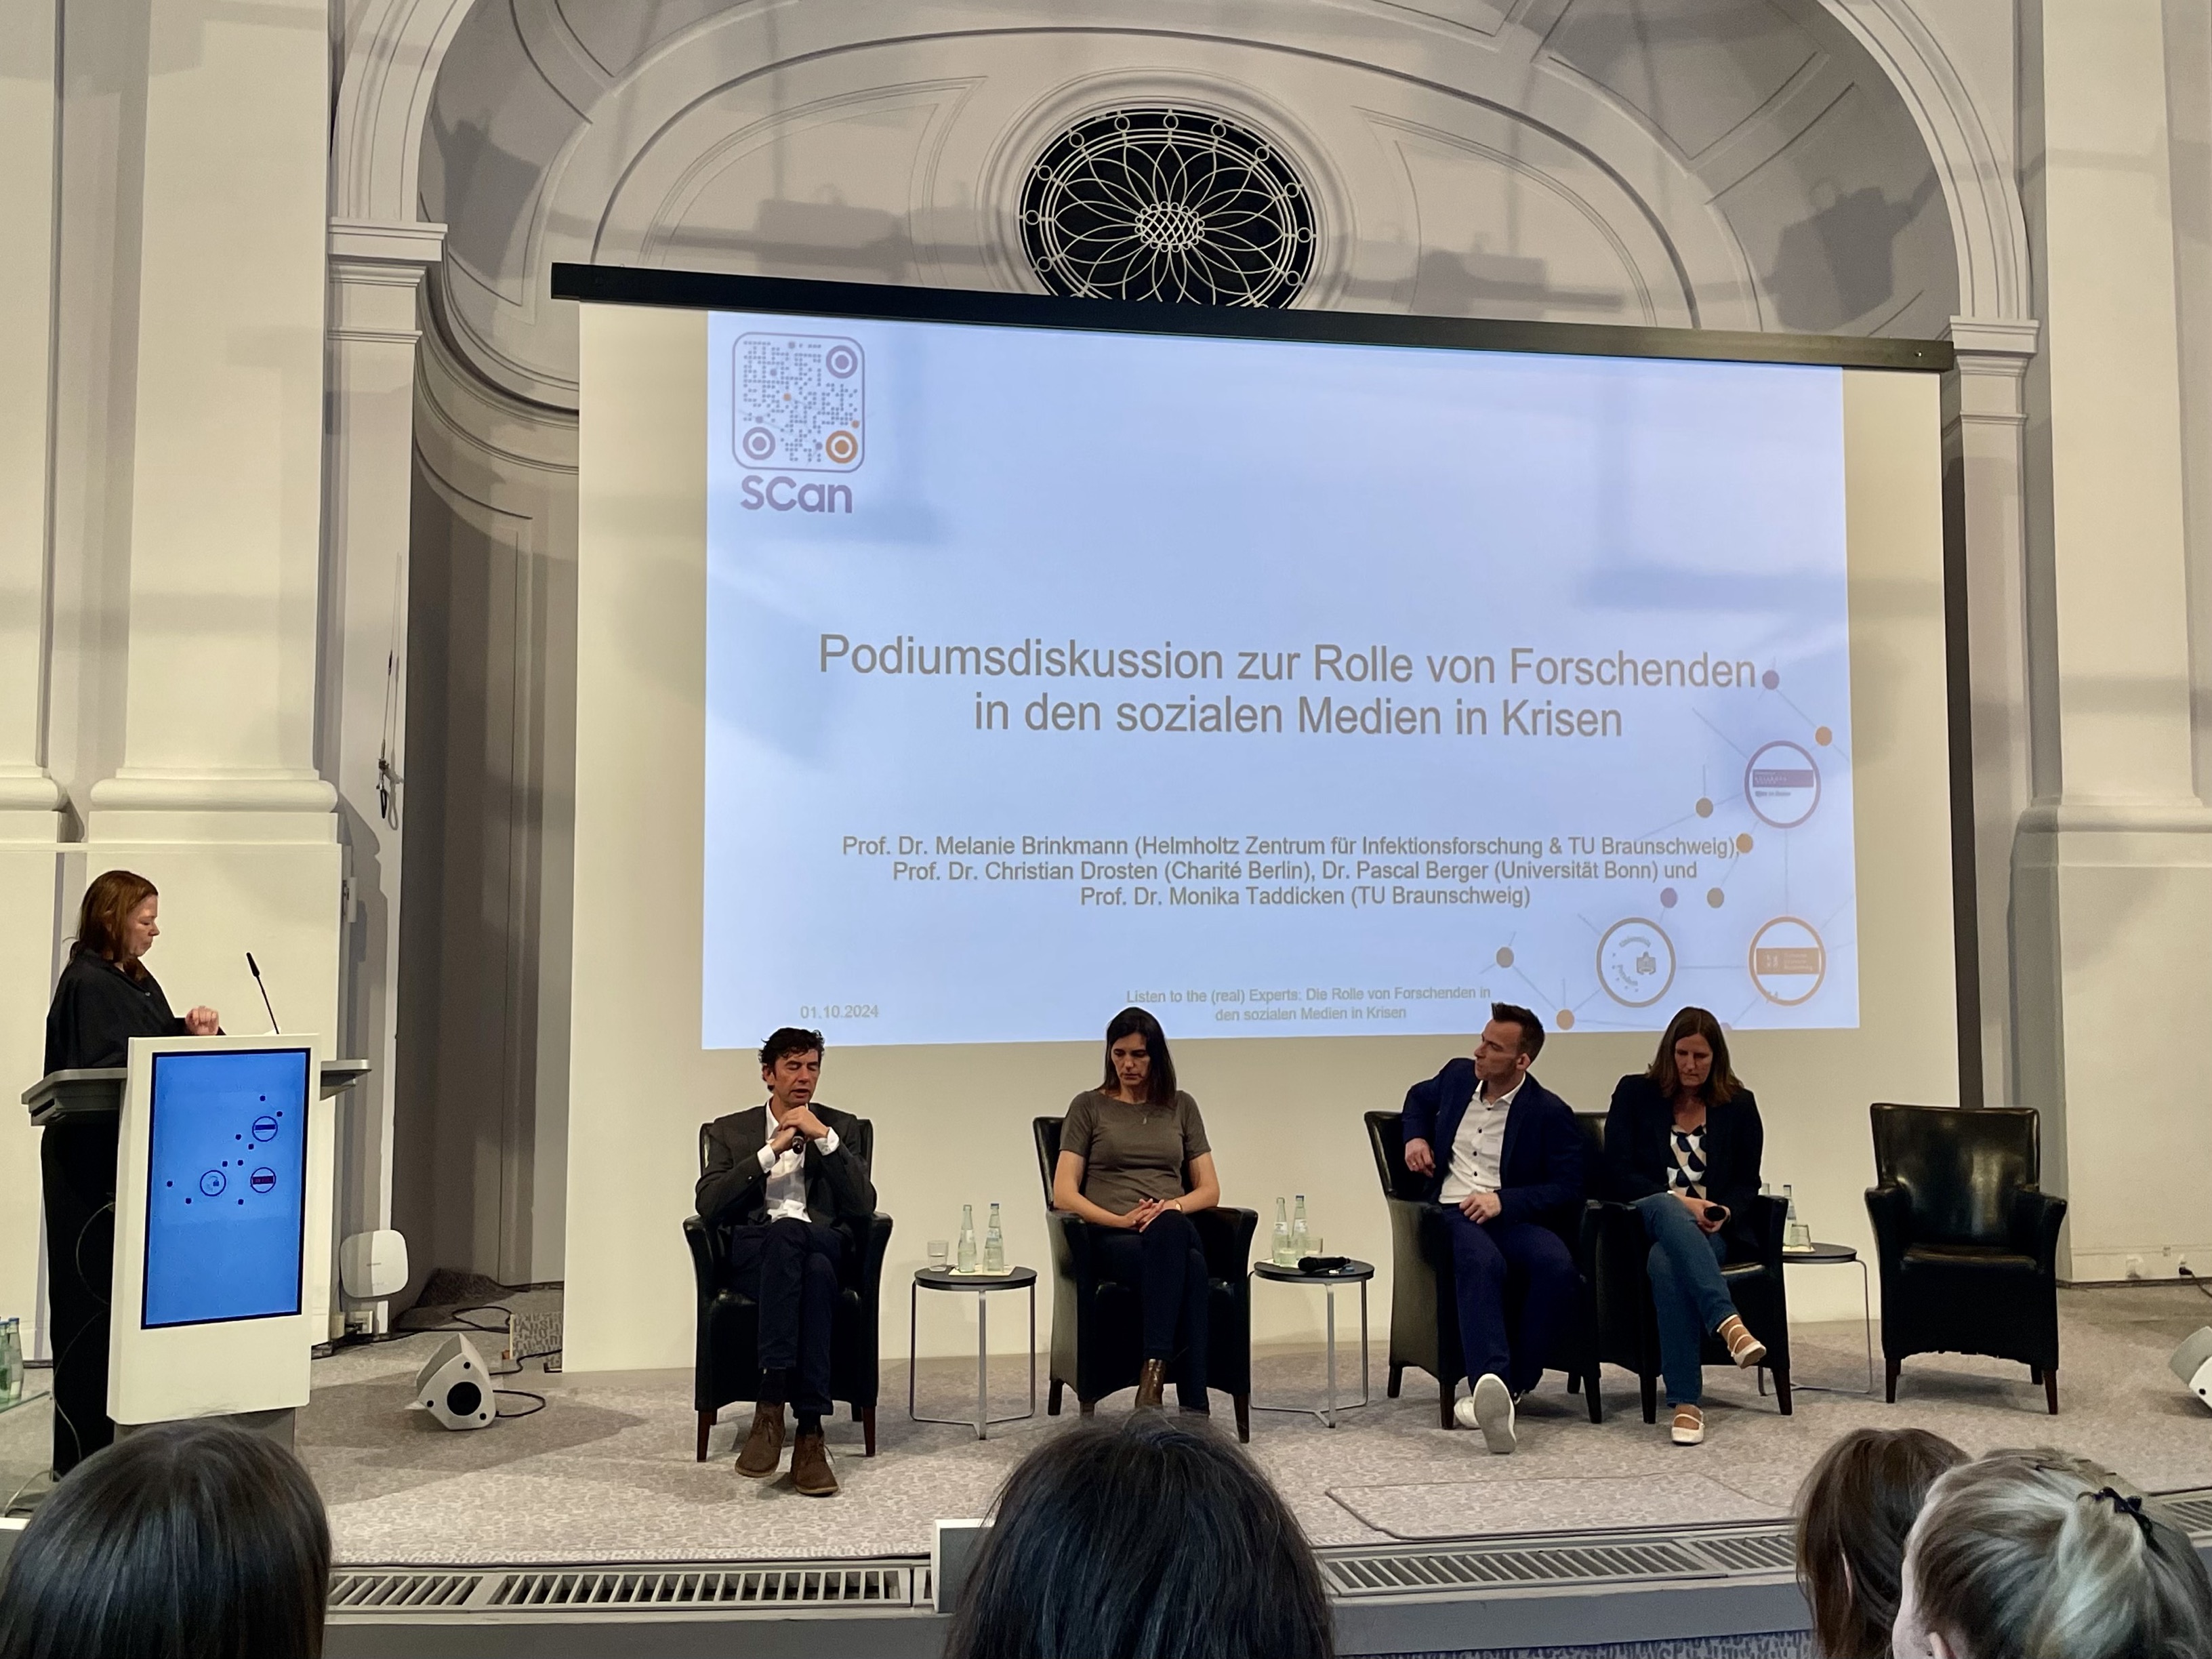 SCan
Podiumsdiskussion zur Rolle von Forschenden
in den sozialen Medien in Krisen
Prof. Dr. Melanie Brinkmann (Helmholtz Zentrum für Infektionsforschung & TU Braunschweig),
Prof. Dr. Christian Drosten (Charité Berlin), Dr. Pascal Berger (Universität Bonn) und
Prof. Dr. Monika Taddicken (TU Braunschweig)
01.10.2024
Listen to the (real) Experts: Die Rolle von Forschenden in
den sozialen Medien in Krisen